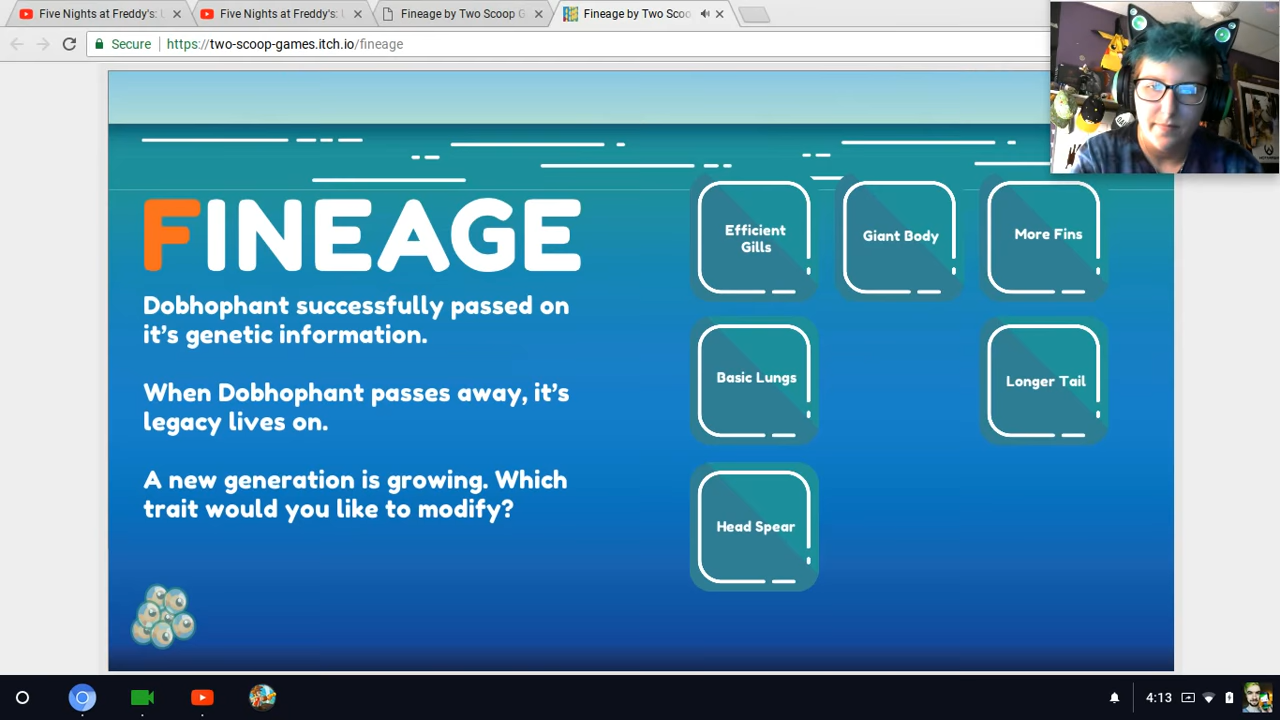 Five Nights at Freddy's: U
Five Nights at Freddy's: U
Fineage by Two Scoop G
Fineage by Two Scoo
Secure
https://two-scoop-games.itch.io/fineage
FINEAGE
Dobhophant successfully passed on
it's genetic information.
When Dobhophant passes away, it's
legacy lives on.
A new generation is growing. Which
trait would you like to modify?
Efficient
Gills
Giant Body
More Fins
Basic Lungs
Longer Tail
Head Spear
4:13